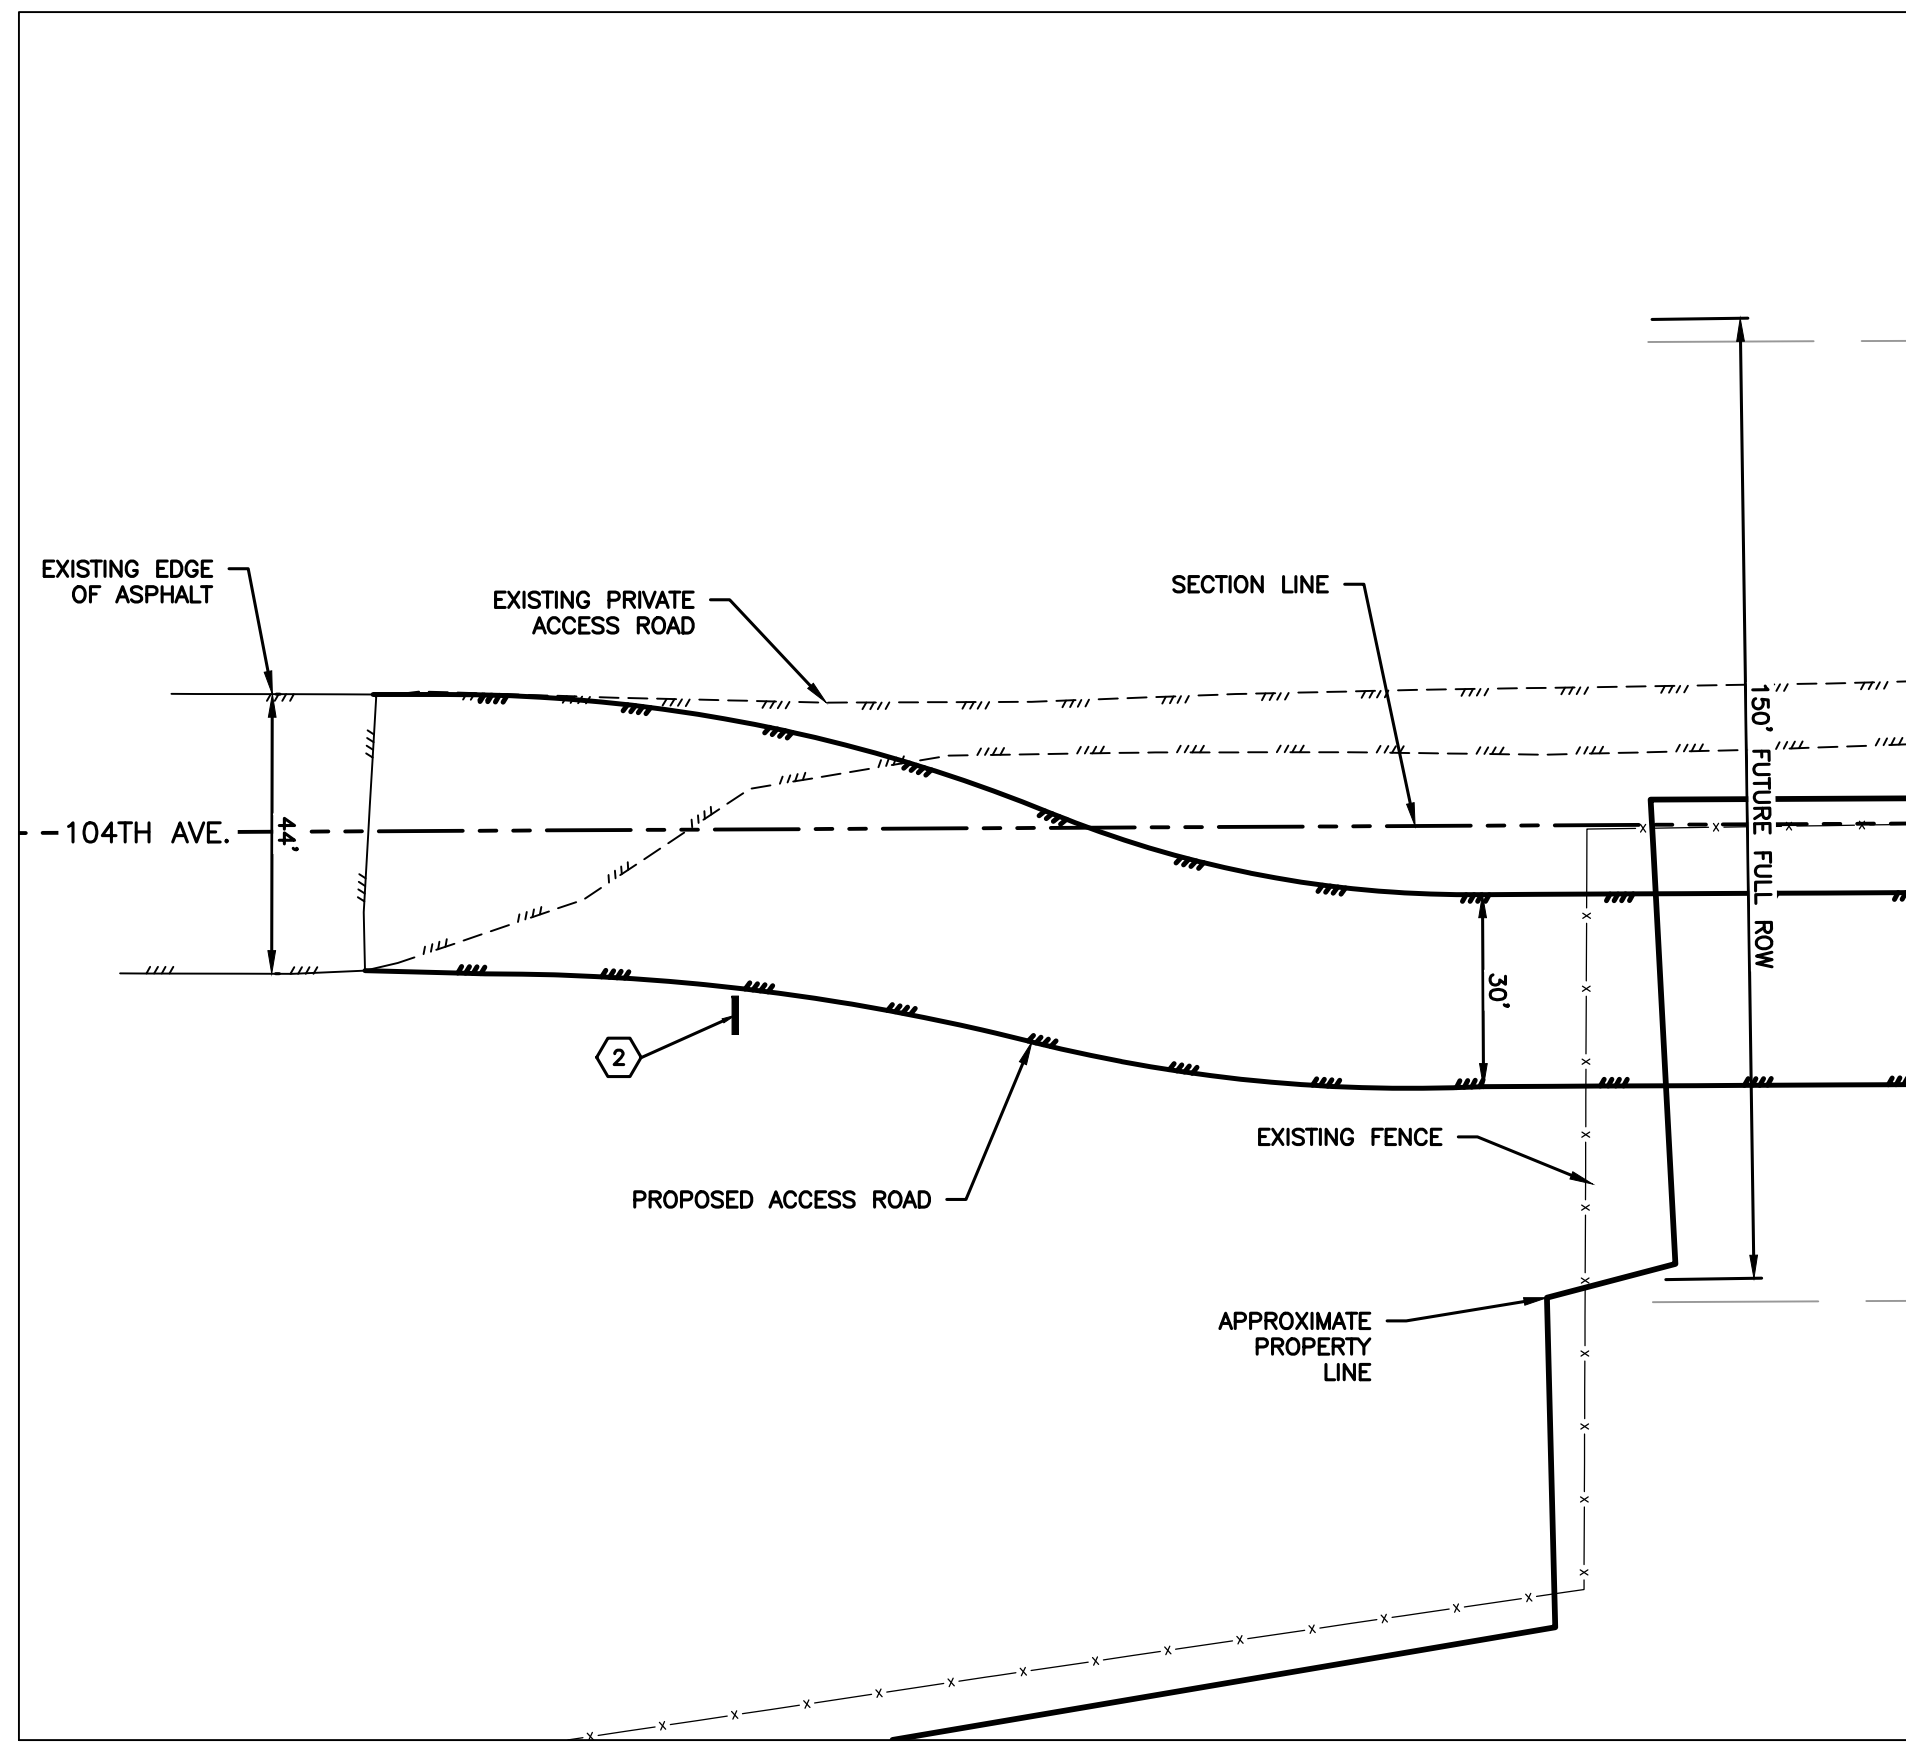 EXISTING EDGE
OF ASPHALT
EXISTING PRIVATE
ACCESS ROAD
SECTION LINE
150' FUTURE FULL ROW
104TH AVE.
44'
30'
2
EXISTING FENCE
PROPOSED ACCESS ROAD
APPROXIMATE
PROPERTY
LINE